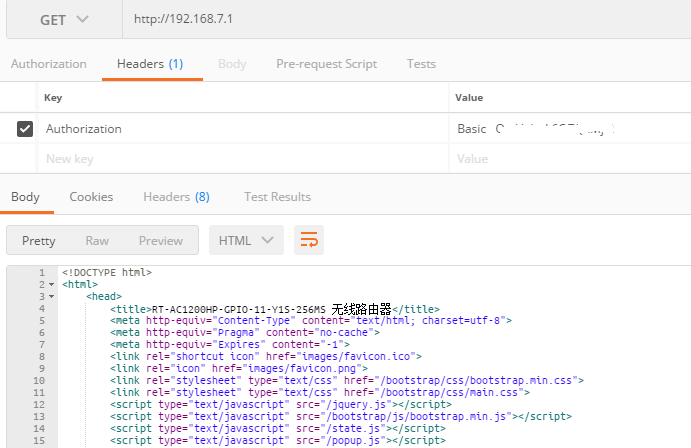 GET http://192.168.7.1
Authorization Headers (1) Body Pre-request Script Tests
Key Value
Authorization Basic
New key Value
Body Cookies Headers (8) Test Results
Pretty Raw Preview HTML
1 <!DOCTYPE html>
2 <html>
3 <head>
4 <title>RT-AC1200HP-GPIO-11-Y1S-256MS 无线路由器</title>
5 <meta http-equiv="Content-Type" content="text/html; charset=utf-8">
6 <meta http-equiv="Pragma" content="no-cache">
7 <meta http-equiv="Expires" content="-1">
8 <link rel="shortcut icon" href="images/favicon.ico">
9 <link rel="icon" href="images/favicon.png">
10 <link rel="stylesheet" type="text/css" href="/bootstrap/css/bootstrap.min.css">
11 <link rel="stylesheet" type="text/css" href="/bootstrap/css/main.css">
12 <script type="text/javascript" src="/jquery.js"></script>
13 <script type="text/javascript" src="/bootstrap/js/bootstrap.min.js"></script>
14 <script type="text/javascript" src="/state.js"></script>
15 <script type="text/javascript" src="/popup.js"></script>